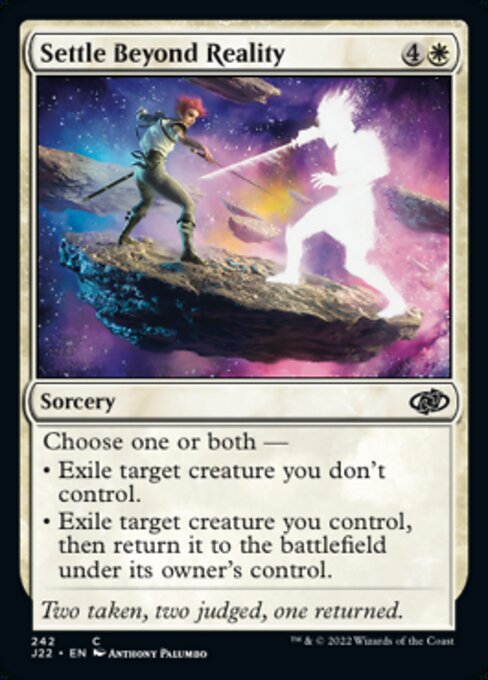 Settle Beyond Reality 4
Sorcery
Choose one or both —
• Exile target creature you don't
control.
• Exile target creature you control,
then return it to the battlefield
under its owner's control.
Two taken, two judged, one returned.
242 C
J22 • EN Anthony Palumbo
™ & © 2022 Wizards of the Coast